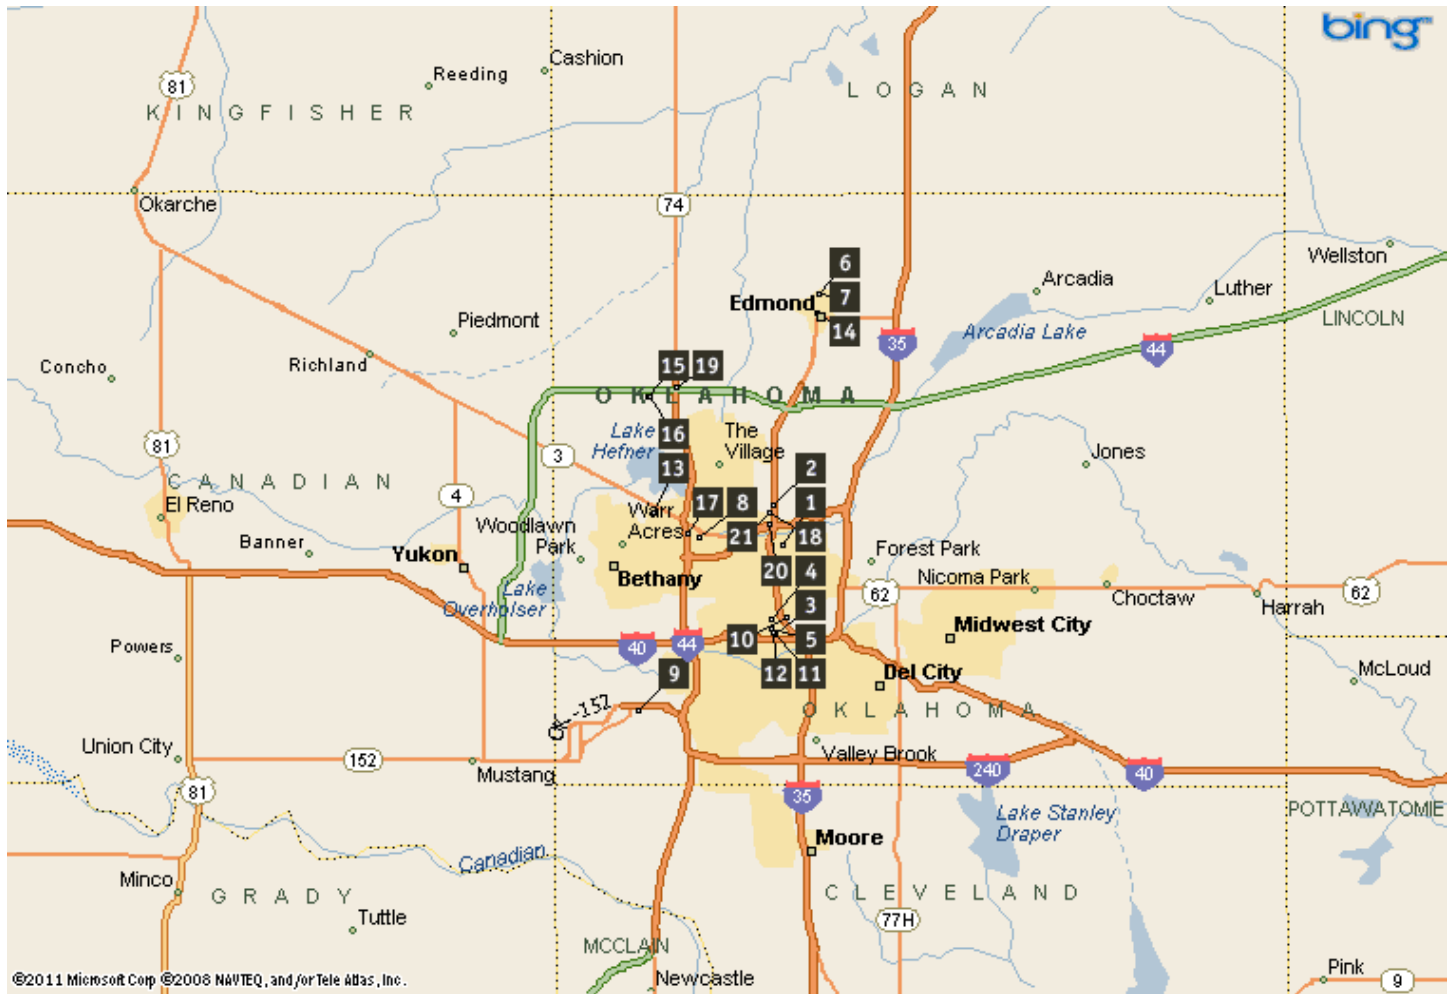 bing
Cashion
Reeding
81
LOGAN
KINGFISHER
Okarche
74
Wellston
6
Arcadia
Luther
7
Edmond
LINCOLN
Piedmont
14
Arcadia Lake
35
44
Richland
Concho
15 19
OKLAHOMA
16
Lake
Hefner
The
Village
81
3
Jones
13
2
CANADIAN
4
El Reno
17 8
1
Warr
Acres
Woodlawn
Park
21
18
Banner
Yukon
Forest Park
20
4
Bethany
Nicoma Park
Lake
Overholser
62
Choctaw
62
Harrah
3
Midwest City
10
5
Powers
40
44
9
12
11
Del City
McLoud
152
OKLAHOMA
Union City
Valley Brook
152
Mustang
240
40
81
35
Lake Stanley
Draper
POTTAWATOMIE
Moore
Canadian
Minco
GRADY
CLEVELAND
Tuttle
77H
MCCLAIN
Newcastle
Pink
9
©2011 Microsoft Corp ©2008 NAVTEQ, and/or Tele Atlas, Inc.